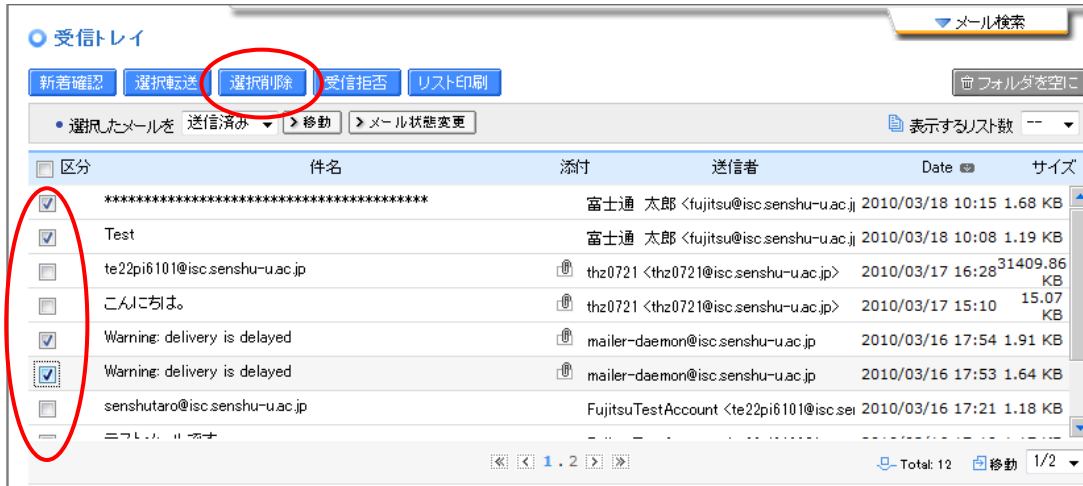 メール検索
受信トレイ
新着確認 選択転送 選択削除 受信拒否 リスト印刷 フォルダを空に
選択したメールを 送信済み 移動 メール状態変更 表示するリスト数 --
区分 件名 添付 送信者 Date サイズ
***************************************** 富士通 太郎 <fujitsu@isc.senshu-u.ac.j 2010/03/18 10:15 1.68 KB
Test 富士通 太郎 <fujitsu@isc.senshu-u.ac.j 2010/03/18 10:08 1.19 KB
te22pi6101@isc.senshu-u.ac.jp thz0721 <thz0721@isc.senshu-u.ac.jp> 2010/03/17 16:28 31409.86 KB
こんにちは。 thz0721 <thz0721@isc.senshu-u.ac.jp> 2010/03/17 15:10 15.07 KB
Warning: delivery is delayed mailer-daemon@isc.senshu-u.ac.jp 2010/03/16 17:54 1.91 KB
Warning: delivery is delayed mailer-daemon@isc.senshu-u.ac.jp 2010/03/16 17:53 1.64 KB
senshutaro@isc.senshu-u.ac.jp FujitsuTestAccount <te22pi6101@isc.se 2010/03/16 17:21 1.18 KB
1 . 2 Total: 12 移動 1/2